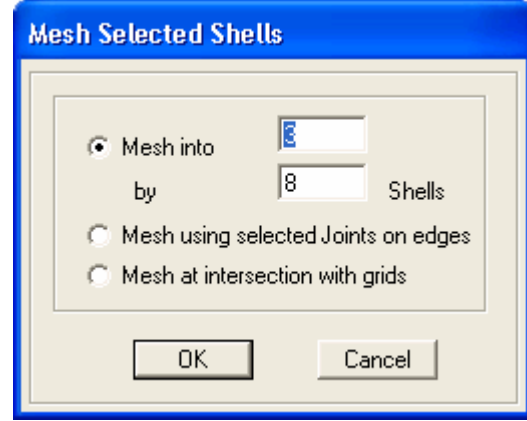 Mesh Selected Shells
Mesh into 3
by 8 Shells
Mesh using selected Joints on edges
Mesh at intersection with grids
OK Cancel